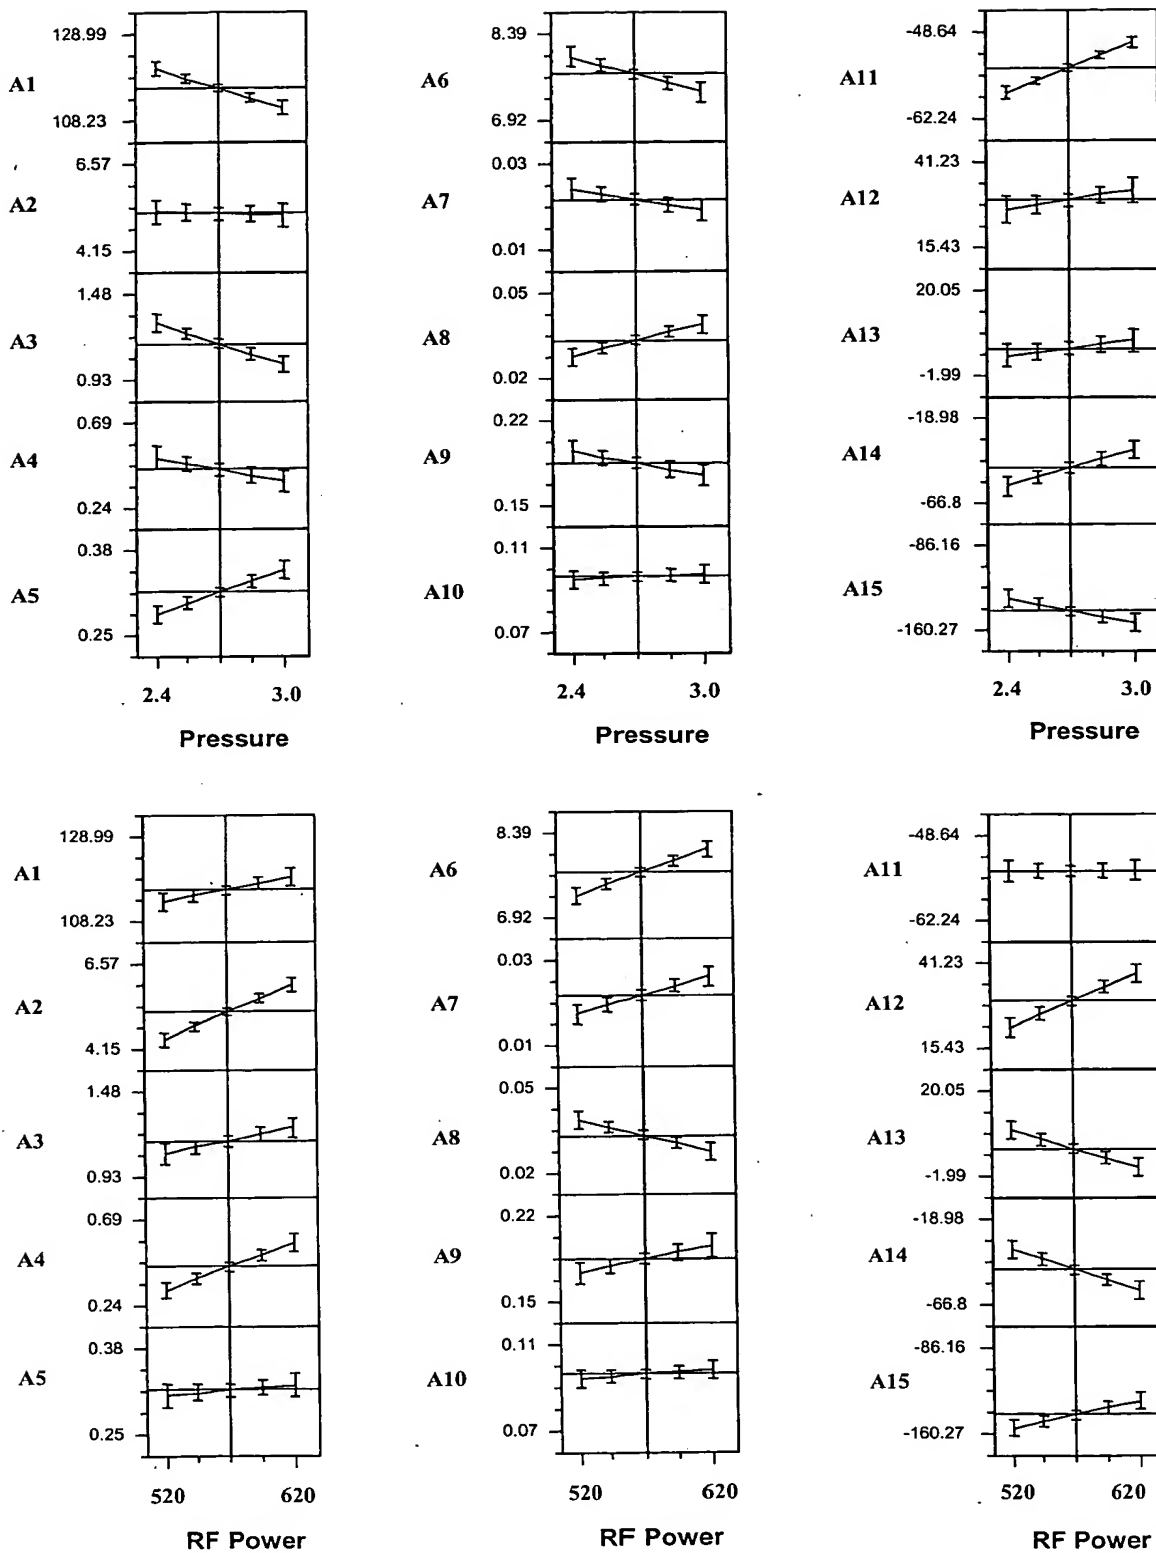 128.99
A1
108.23
6.57
A2
4.15
1.48
A3
0.93
0.69
A4
0.24
0.38
A5
0.25
2.4 3.0
Pressure
8.39
A6
6.92
0.03
A7
0.01
0.05
A8
0.02
0.22
A9
0.15
0.11
A10
0.07
2.4 3.0
Pressure
-48.64
A11
-62.24
41.23
A12
15.43
20.05
A13
-1.99
-18.98
A14
-66.8
-86.16
A15
-160.27
2.4 3.0
Pressure
128.99
A1
108.23
6.57
A2
4.15
1.48
A3
0.93
0.69
A4
0.24
0.38
A5
0.25
520 620
RF Power
8.39
A6
6.92
0.03
A7
0.01
0.05
A8
0.02
0.22
A9
0.15
0.11
A10
0.07
520 620
RF Power
-48.64
A11
-62.24
41.23
A12
15.43
20.05
A13
-1.99
-18.98
A14
-66.8
-86.16
A15
-160.27
520 620
RF Power